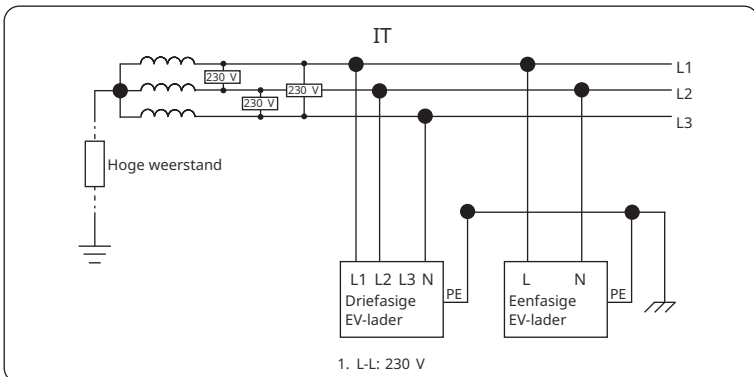 IT
L1
230 V
230 V
L2
230 V
L3
Hoge weerstand
L1 L2 L3 N
PE
Driefasige
EV-lader
L N
PE
Eenfasige
EV-lader
1. L-L: 230 V